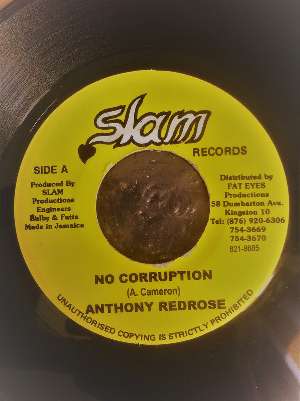 Slam
RECORDS
SIDE A
Produced By
SLAM
Productions
Engineers
Bulby & Fatta
Made in Jamaica
Distributed by
FAT EYES
Productions
58 Dumbarton Ave.
Kingston 10
Tel: (876) 920-6306
754-3669
754-3670
821-8685
NO CORRUPTION
(A. Cameron)
ANTHONY REDROSE
UNAUTHORISED COPYING IS STRICTLY PROHIBITED